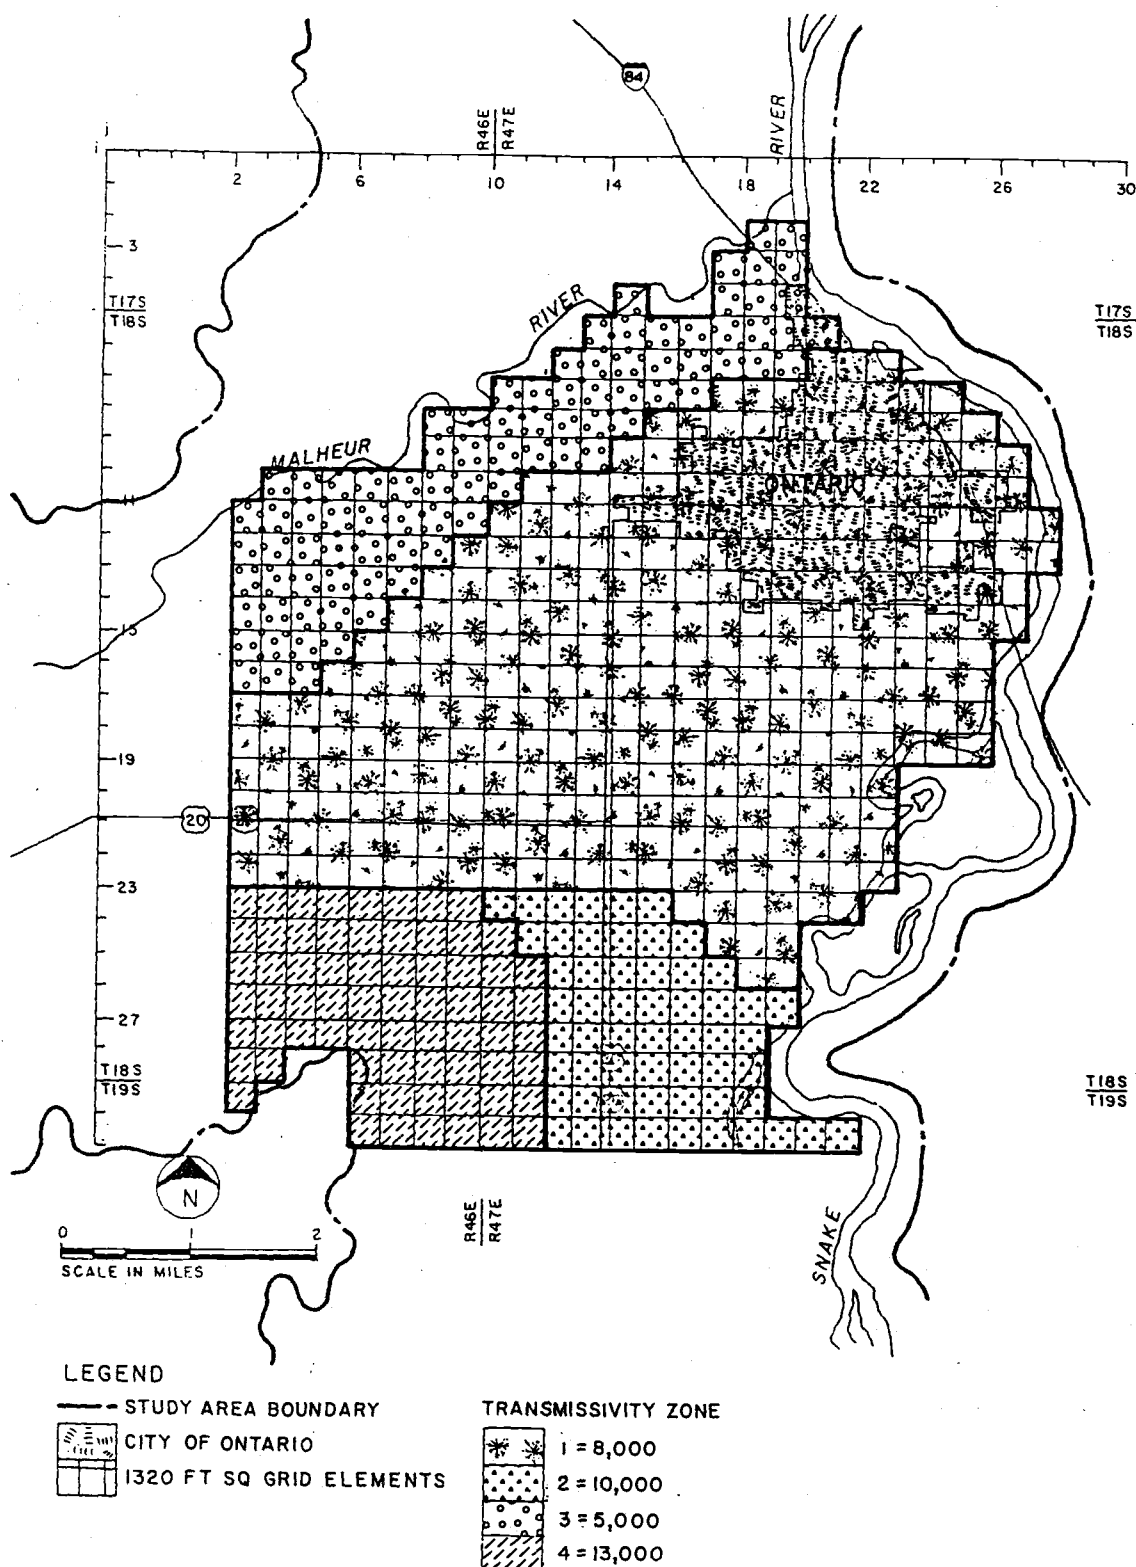 84
RIVER
R46E R47E
j
i
2 6 10 14 18 22 26 30
3
T17S
T18S
T17S
T18S
RIVER
MALHEUR
11
ONTARIO
15
19
20
23
27
T18S
T19S
T18S
T19S
N
R46E R47E
SNAKE
0 1 2
SCALE IN MILES
LEGEND
STUDY AREA BOUNDARY
CITY OF ONTARIO
1320 FT SQ GRID ELEMENTS
TRANSMISSIVITY ZONE
1 = 8,000
2 = 10,000
3 = 5,000
4 = 13,000